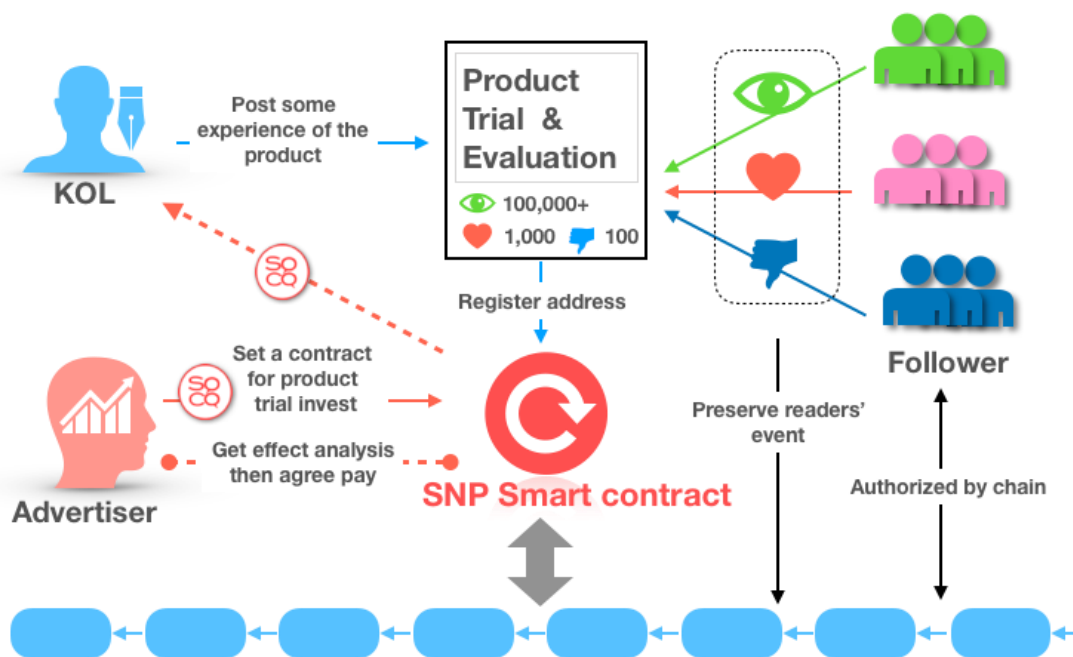 Post some
experience of the
product
KOL
Product
Trial &
Evaluation
100,000+
1,000
100
Register address
SO
CQ
Set a contract
for product
trial invest
SO
CQ
Get effect analysis
then agree pay
Advertiser
SNP Smart contract
Preserve readers'
event
Follower
Authorized by chain